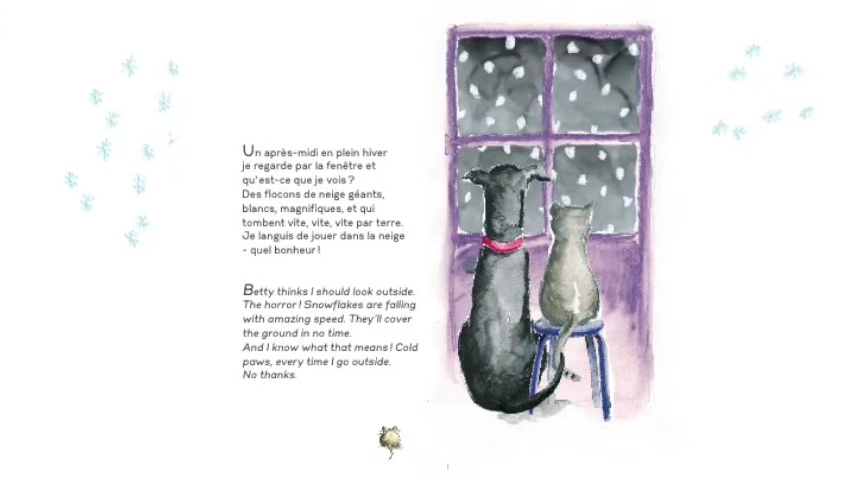 Un après-midi en plein hiver
je regarde par la fenêtre et
qu'est-ce que je vois ?
Des flocons de neige géants,
blancs, magnifiques, et qui
tombent vite, vite, vite par terre.
Je languis de jouer dans la neige
- quel bonheur !
Betty thinks I should look outside.
The horror ! Snowflakes are falling
with amazing speed. They'll cover
the ground in no time.
And I know what that means ! Cold
paws, every time I go outside.
No thanks.